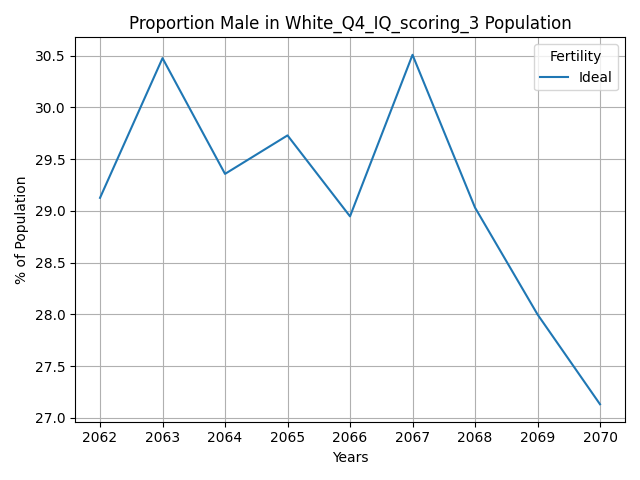 Proportion Male in White_Q4_IQ_scoring_3 Population
Fertility
Ideal
% of Population
30.5
30.0
29.5
29.0
28.5
28.0
27.5
27.0
2062 2063 2064 2065 2066 2067 2068 2069 2070
Years